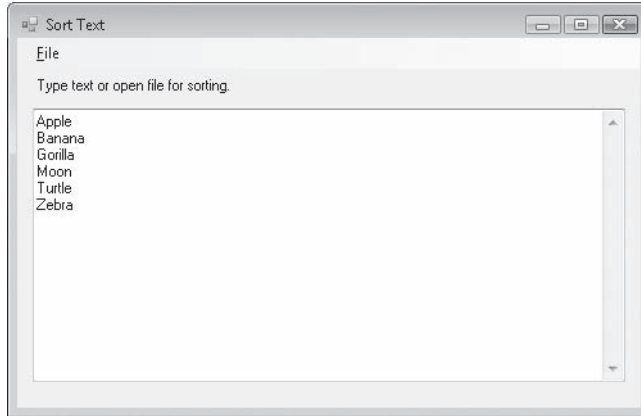 Sort Text
File
Type text or open file for sorting.
Apple
Banana
Gorilla
Moon
Turtle
Zebra